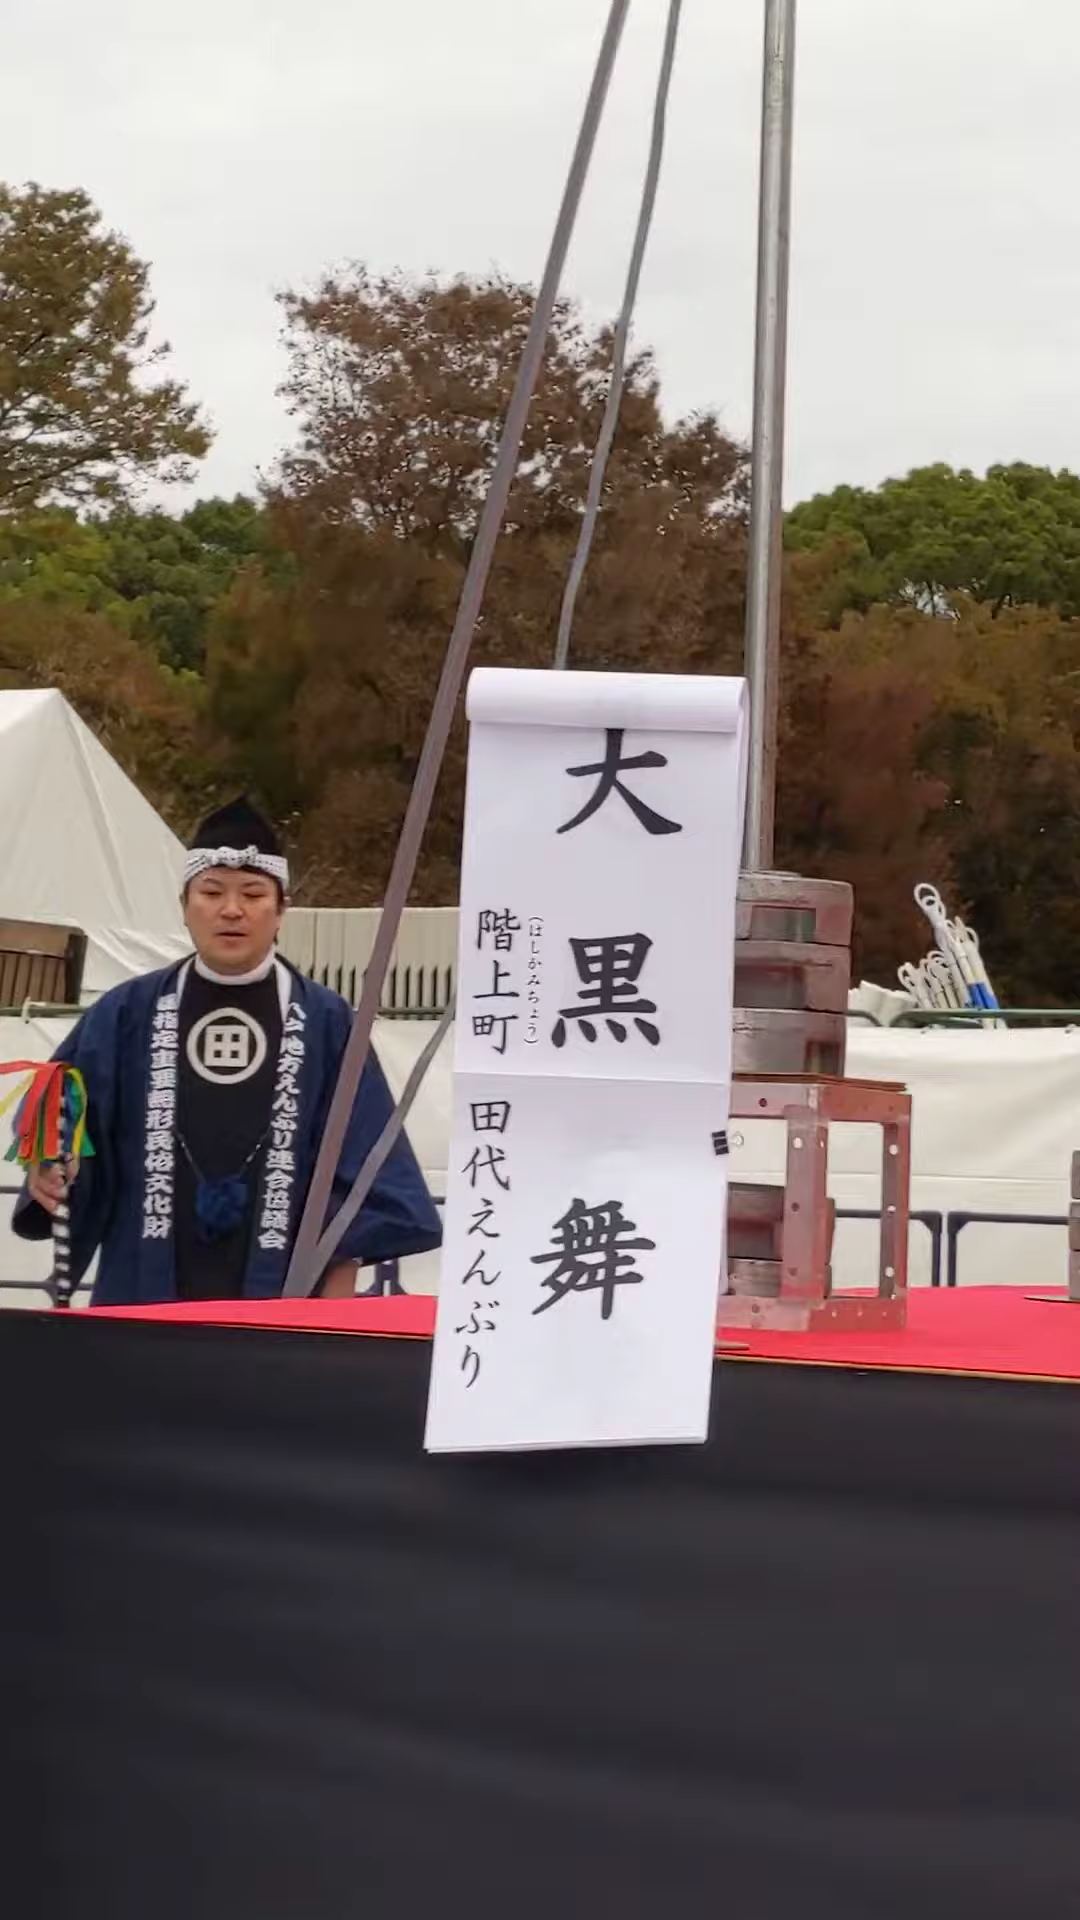 大黒舞
階上町 田代えんぶり
(はしかみちょう)
八戸地方えんぶり連合協議会
田
国指定重要無形民俗文化財